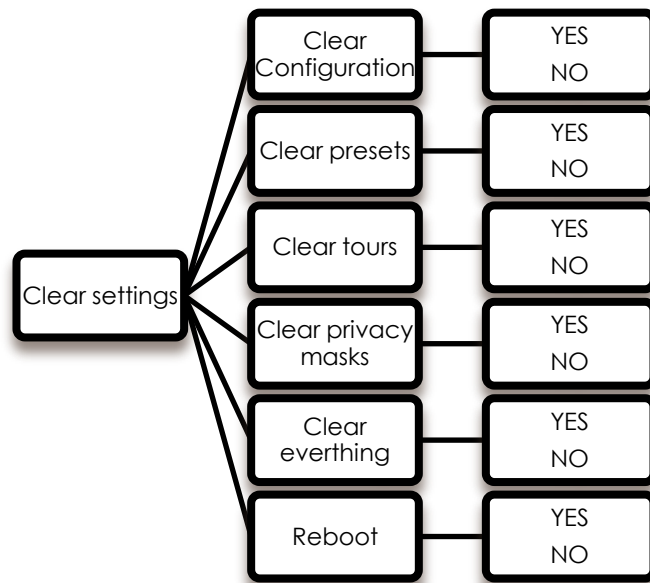 Clear settings
Clear
Configuration
YES
NO
Clear presets
YES
NO
Clear tours
YES
NO
Clear privacy
masks
YES
NO
Clear
everthing
YES
NO
Reboot
YES
NO